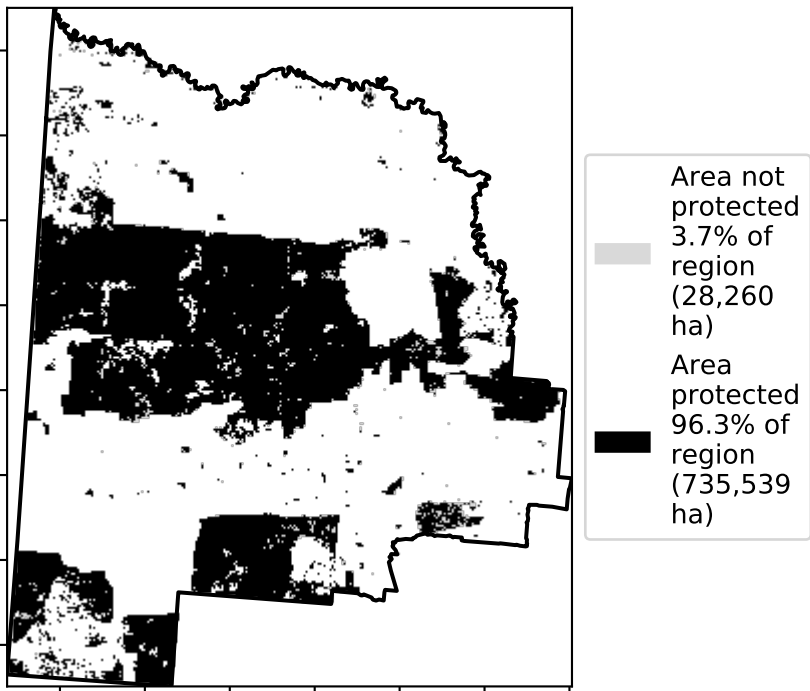 Area not
protected
3.7% of
region
(28,260
ha)
Area
protected
96.3% of
region
(735,539
ha)